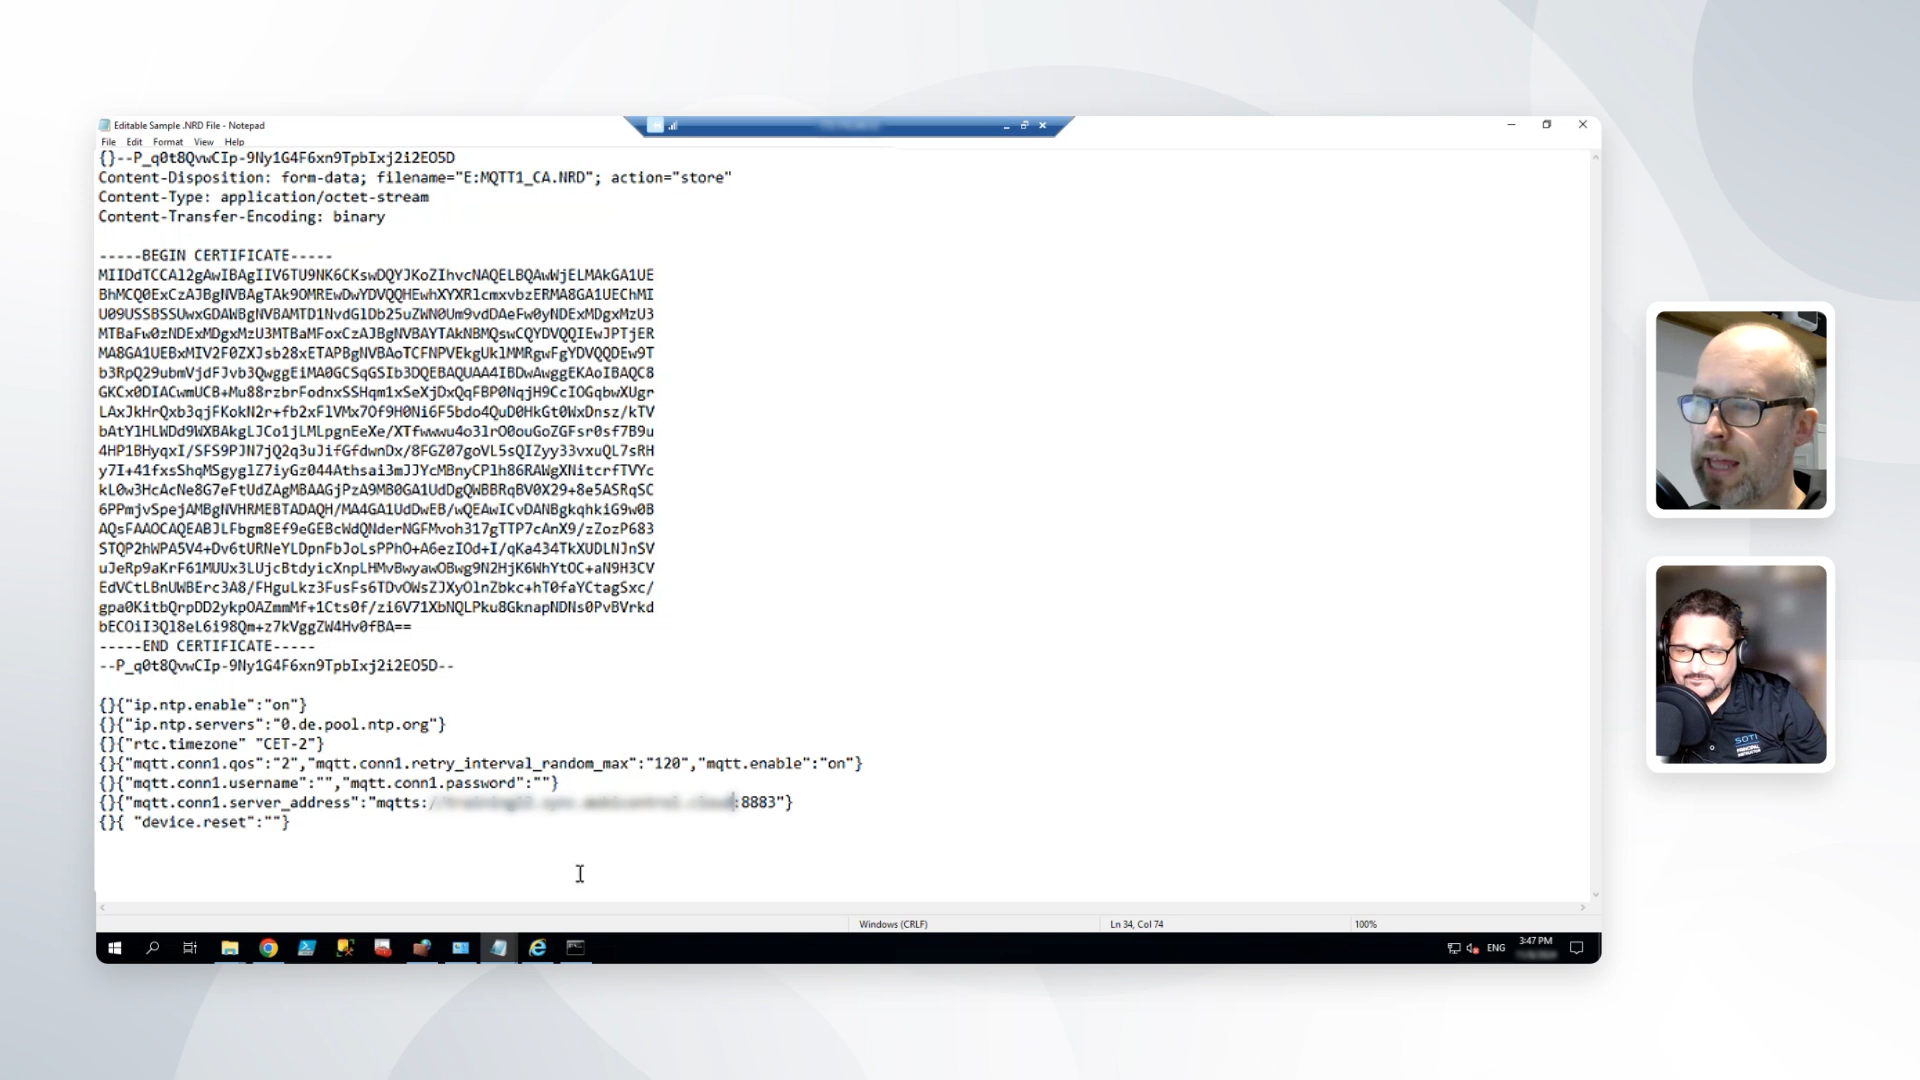 Editable Sample .NRD File - Notepad
File Edit Format View Help
{}--P_q0t8QvwCIp-9Ny1G4F6xn9TpbIxj2i2EO5D
Content-Disposition: form-data; filename="E:MQTT1_CA.NRD"; action="store"
Content-Type: application/octet-stream
Content-Transfer-Encoding: binary
-----BEGIN CERTIFICATE-----
MIIDdTCCAl2gAwIBAgIIV6TU9NK6CKswDQYJKoZIhvcNAQELBQAwWjELMAkGA1UE
BhMCQ0ExCzAJBgNVBAgTAk9OMREwDwYDVQQHEwhXYXRlcmxvbzERMA8GA1UEChMI
U09USSBSSUwxGDAWBgNVBAMTD1NvdGlDb25uZWN0Um9vdDAeFw0yNDExMDgxMzU3
MTBaFw0zNDExMDgxMzU3MTBaMFoxCzAJBgNVBAYTAkNBMQswCQYDVQQIEwJPTjER
MA8GA1UEBxMIV2F0ZXJsb28xETAPBgNVBAoTCFNPVEkgUklMMRgwFgYDVQQDEw9T
b3RpQ29ubmVjdFJvb3QwggEiMA0GCSqGSIb3DQEBAQUAA4IBDwAwggEKAoIBAQC8
GKCx0DIACwmUCB+Mu88rzbrFodnxSSHqm1xSeXjDxQqFBP0NqjH9CcIOGqbwXUgr
LAxJkHrQxb3qjFKokN2r+fb2xFlVMx7Of9H0Ni6F5bdo4QuD0HkGt0WxDnsz/kTV
bAtYlHLWDd9WXBAkgLJCo1jLMLpgnEeXe/XTfwwwu4o3lrO0ouGoZGFsr0sf7B9u
4HP1BHyqxI/SFS9PJN7jQ2q3uJifGfdwnDx/8FGZ07goVL5sQIZyy33vxuQL7sRH
y7I+41fxsShqMSgyglZ7iyGz044Athsai3mJJYcMBnyCPlh86RAWgXNitcrfTVYc
kL0w3HcAcNe8G7eFtUdZAgMBAAGjPzA9MB0GA1UdDgQWBBRqBV0X29+8e5ASRqSC
6PPmjvSpejAMBgNVHRMEBTADAQH/MA4GA1UdDwEB/wQEAwICvDANBgkqhkiG9w0B
AQsFAAOCAQEABJLFbgm8Ef9eGEBcWdQNderNGFMvoh317gTTP7cAnX9/zZozP683
STQP2hWPA5V4+Dv6tURNeYLDpnFbJoLsPPhO+A6ezIOd+I/qKa434TkXUDLNJnSV
uJeRp9aKrF61MUUx3LUjcBtdyicXnpLHMvBwyawOBwg9N2HjK6WhYtOC+aN9H3CV
EdVCtLBnUWBErc3A8/FHguLkz3FusFs6TDvOWsZJXyOlnZbkc+hT0faYCtagSxc/
gpa0KitbQrpDD2ykpOAZmmMf+1Cts0f/zi6V71XbNQLPku8GknapNDNs0PvBVrkd
bECOiI3Ql8eL6i98Qm+z7kVggZW4Hv0fBA==
-----END CERTIFICATE-----
--P_q0t8QvwCIp-9Ny1G4F6xn9TpbIxj2i2EO5D--
{}{"ip.ntp.enable":"on"}
{}{"ip.ntp.servers":"0.de.pool.ntp.org"}
{}{"rtc.timezone" "CET-2"}
{}{"mqtt.conn1.qos":"2","mqtt.conn1.retry_interval_random_max":"120","mqtt.enable":"on"}
{}{"mqtt.conn1.username":"","mqtt.conn1.password":""}
{}{"mqtt.conn1.server_address":"mqtts: :8883"}
{}{ "device.reset":""}
Windows (CRLF) Ln 34, Col 74 100%
ENG 3:47 PM
SOTI
PRINCIPAL
INSTRUCTOR